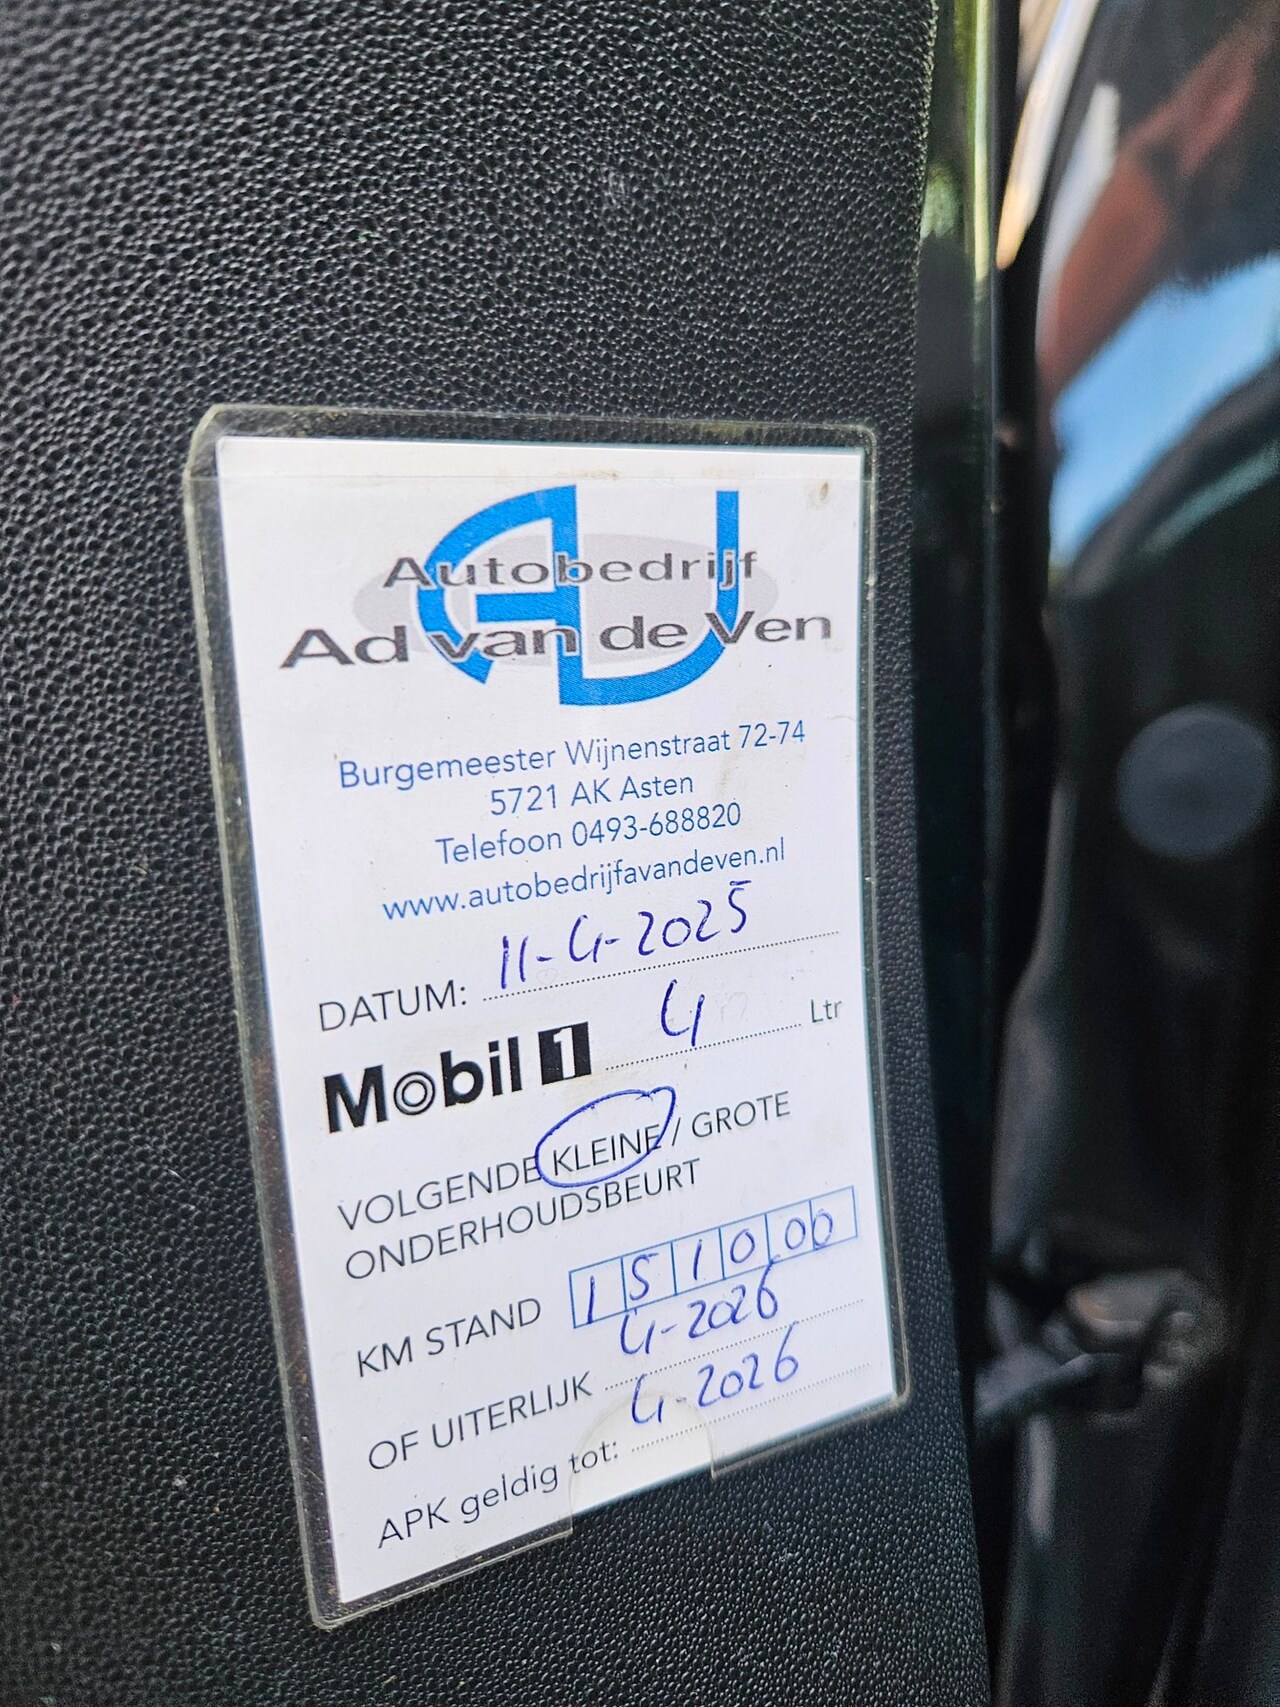 Autobedrijf
Ad van de Ven
Burgemeester Wijnenstraat 72-74
5721 AK Asten
Telefoon 0493-688820
www.autobedrijfavandeven.nl
DATUM: 11-4-2025
Mobil 1 4 Ltr
VOLGENDE KLEINE / GROTE
ONDERHOUDSBEURT
KM STAND 151000
OF UITERLIJK 4-2026
APK geldig tot: 4-2026